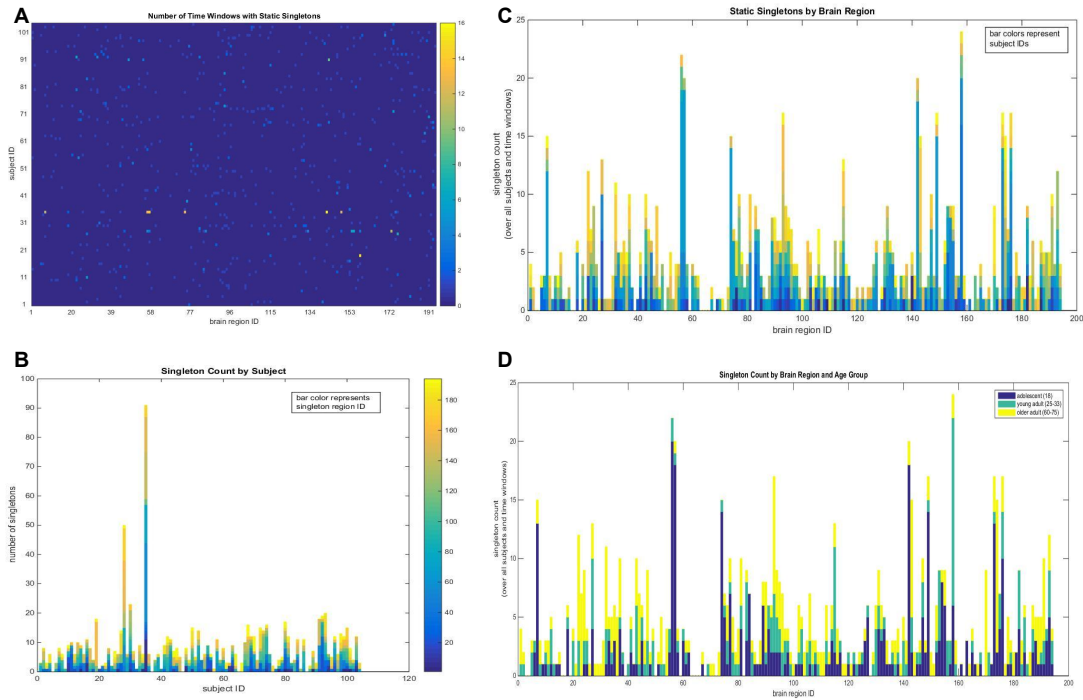 A
Number of Time Windows with Static Singletons
101
91
81
71
61
51
41
31
21
11
1
subject ID
1 20 39 58 77 96 115 134 153 172 191
brain region ID
16
14
12
10
8
6
4
2
0
B
Singleton Count by Subject
bar color represents
singleton region ID
100
90
80
70
60
50
40
30
20
10
0
number of singletons
0 20 40 60 80 100 120
subject ID
180
160
140
120
100
80
60
40
20
C
Static Singletons by Brain Region
bar colors represent
subject IDs
25
20
15
10
5
0
singleton count
(over all subjects and time windows)
0 20 40 60 80 100 120 140 160 180 200
brain region ID
D
Singleton Count by Brain Region and Age Group
adolescent (18)
young adult (25-33)
older adult (60-75)
25
20
15
10
5
0
singleton count
(over all subjects and time windows)
0 20 40 60 80 100 120 140 160 180 200
brain region ID